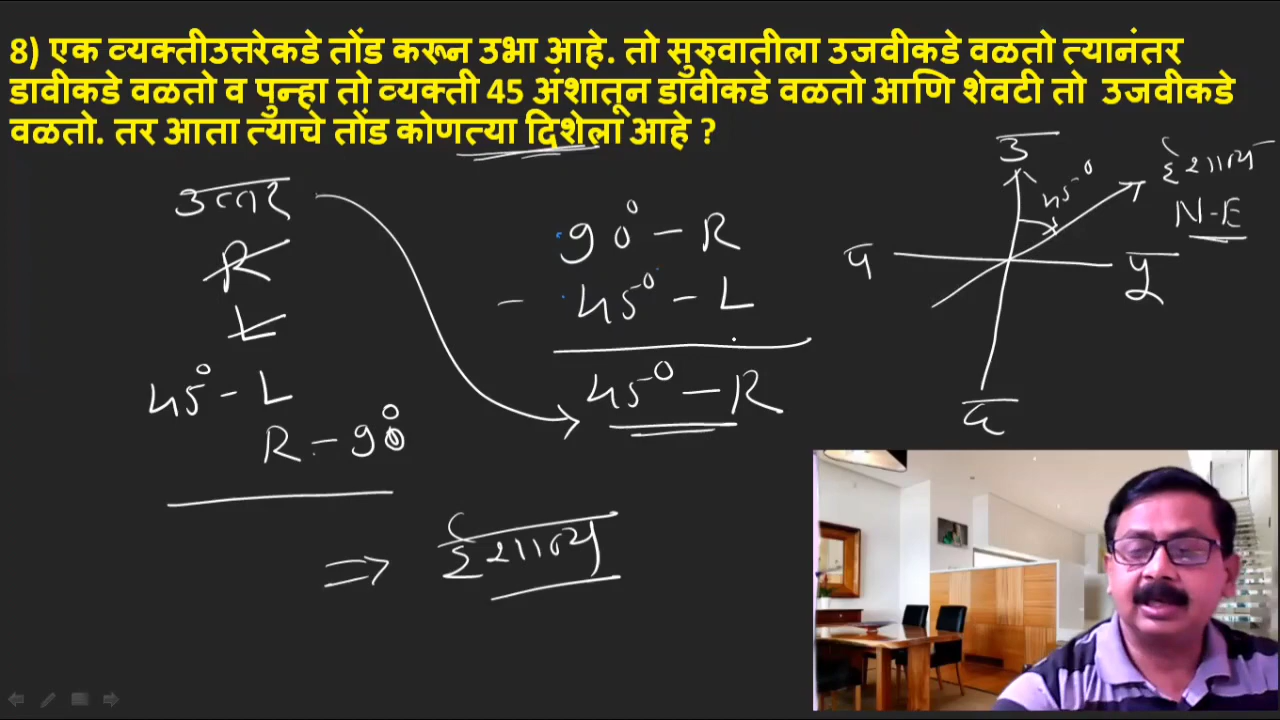 8) एक व्यक्तीउत्तरेकडे तोंड करून उभा आहे. तो सुरुवातीला उजवीकडे वळतो त्यानंतर
डावीकडे वळतो व पुन्हा तो व्यक्ती 45 अंशातून डावीकडे वळतो आणि शेवटी तो उजवीकडे
वळतो. तर आता त्याचे तोंड कोणत्या दिशेला आहे ?
उत्तर
R
L
45° - L
R - 90°
90° - R
- 45° - L
45° - R
⇒ ईशान्य
उ
45°
ईशान्य
N-E
प
पू
द